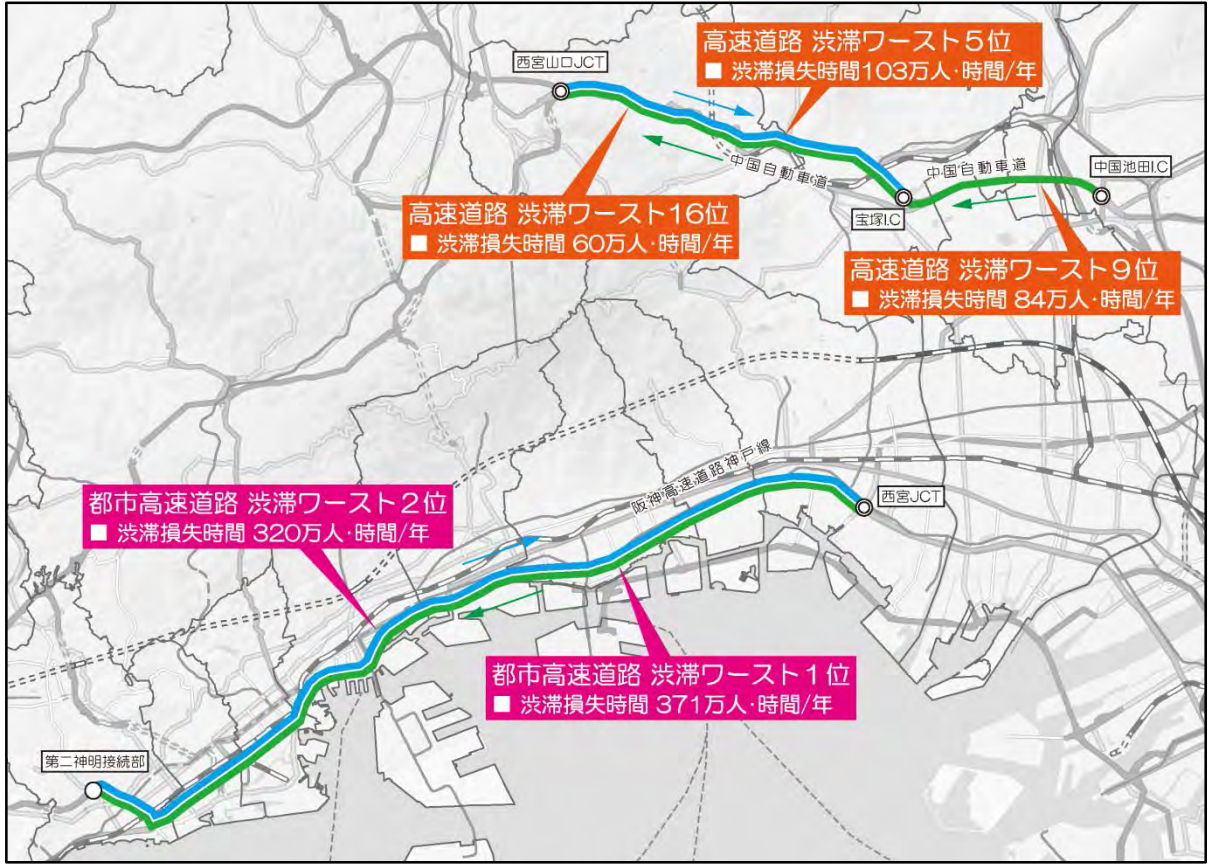 高速道路 渋滞ワースト5位
■ 渋滞損失時間103万人・時間/年
西宮山口JCT
中国自動車道
中国自動車道
中国池田I.C
宝塚I.C
高速道路 渋滞ワースト16位
■ 渋滞損失時間 60万人・時間/年
高速道路 渋滞ワースト9位
■ 渋滞損失時間 84万人・時間/年
阪神高速道路神戸線
西宮JCT
都市高速道路 渋滞ワースト2位
■ 渋滞損失時間 320万人・時間/年
都市高速道路 渋滞ワースト1位
■ 渋滞損失時間 371万人・時間/年
第二神明接続部